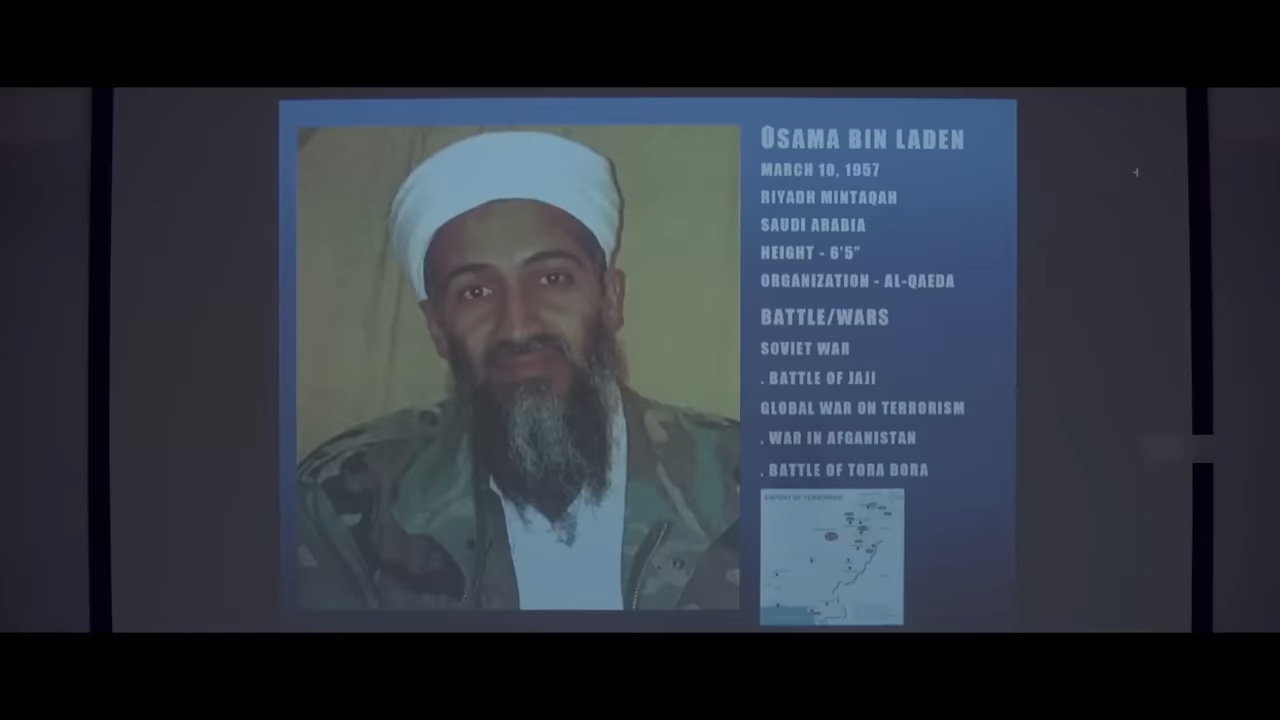 OSAMA BIN LADEN
MARCH 10, 1957
RIYADH MINTAQAH
SAUDI ARABIA
HEIGHT - 6'5"
ORGANIZATION - AL-QAEDA
BATTLE/WARS
SOVIET WAR
. BATTLE OF JAJI
GLOBAL WAR ON TERRORISM
. WAR IN AFGANISTAN
. BATTLE OF TORA BORA